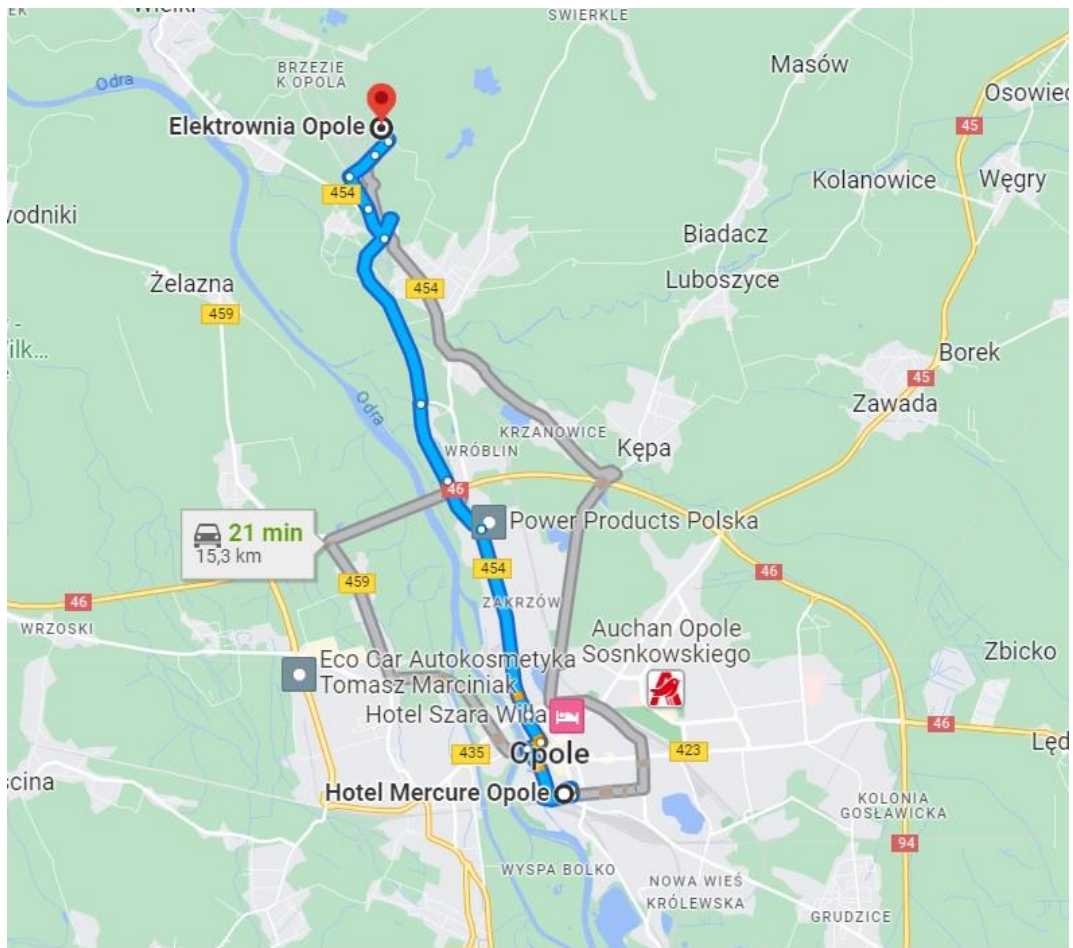 SWIERKLE
BRZEZIE
K OPOLA
Masów
Odra
Osowiec
Elektrownia Opole
45
454
Kolanowice
Węgry
wodniki
Biadacz
Luboszyce
Żelazna
454
459
ilk...
Borek
45
Zawada
Odra
KRZANOWICE
Kępa
WRÓBLIN
46
Power Products Polska
21 min
15,3 km
454
46
459
46
ZAKRZÓW
WRZOSKI
Auchan Opole
Sosnkowskiego
Zbicko
Eco Car Autokosmetyka
Tomasz Marciniak
Hotel Szara Willa
46
435
Opole
423
Lęd
ścina
Hotel Mercure Opole
KOLONIA
GOSŁAWICKA
94
WYSPA BOLKO
NOWA WIEŚ
KRÓLEWSKA
GRUDZICE